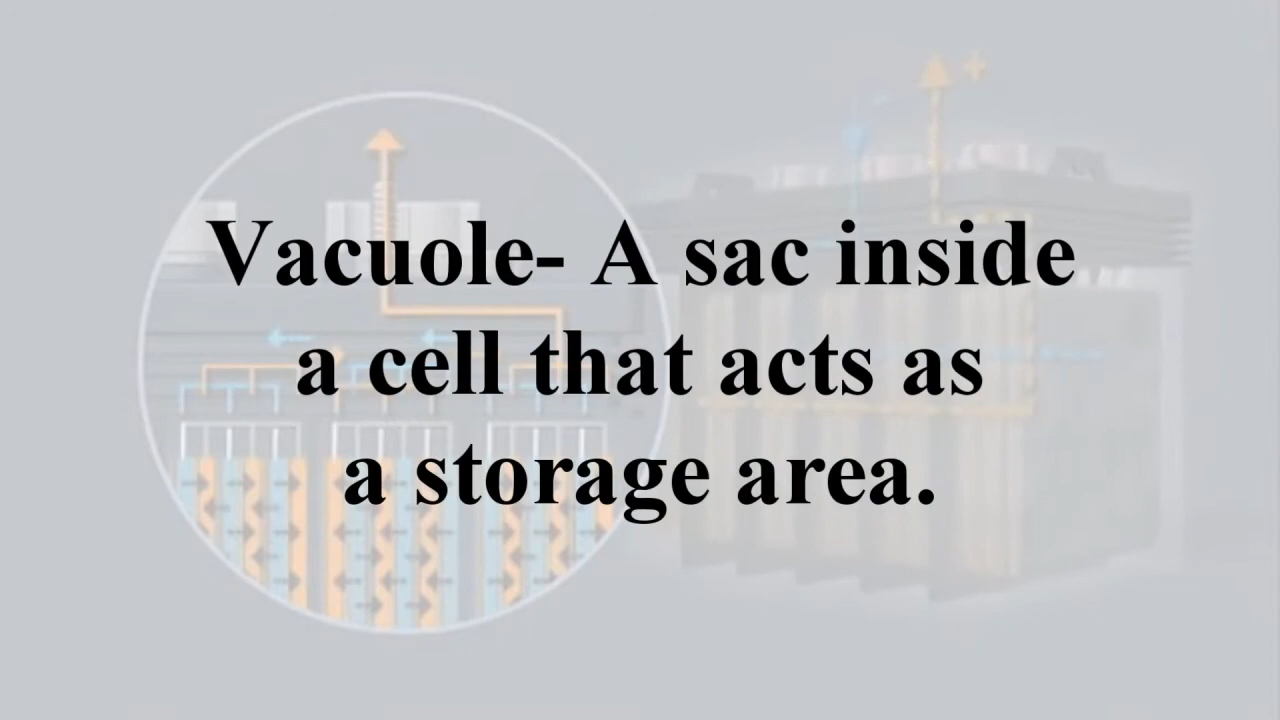 Vacuole- A sac inside
a cell that acts as
a storage area.